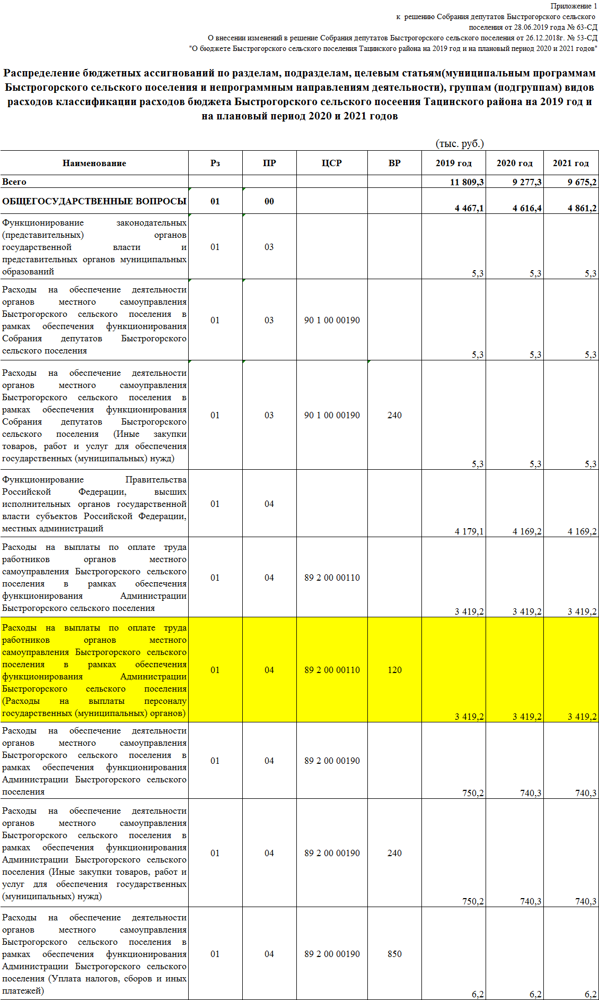 Приложение 1
к решению Собрания депутатов Быстрогорского сельского
поселения от 28.06.2019 года № 63-СД
О внесении изменений в решение Собрания депутатов Быстрогорского сельского поселения от 26.12.2018г. № 53-СД
"О бюджете Быстрогорского сельского поселения Тацинского района на 2019 год и на плановый период 2020 и 2021 годов"
Распределение бюджетных ассигнований по разделам, подразделам, целевым статьям(муниципальным программам
Быстрогорского сельского поселения и непрограммным направлениям деятельности), группам (подгруппам) видов
расходов классификации расходов бюджета Быстрогорского сельского посеения Тацинского района на 2019 год и
на плановый период 2020 и 2021 годов
(тыс. руб.)
Наименование Рз ПР ЦСР ВР 2019 год 2020 год 2021 год
Всего 11 809,3 9 277,3 9 675,2
ОБЩЕГОСУДАРСТВЕННЫЕ ВОПРОСЫ 01 00 4 467,1 4 616,4 4 861,2
Функционирование законодательных
(представительных) органов
государственной власти и
представительных органов муниципальных
образований
01 03 5,3 5,3 5,3
Расходы на обеспечение деятельности
органов местного самоуправления
Быстрогорского сельского поселения в
рамках обеспечения функционирования
Собрания депутатов Быстрогорского
сельского поселения
01 03 90 1 00 00190 5,3 5,3 5,3
Расходы на обеспечение деятельности
органов местного самоуправления
Быстрогорского сельского поселения в
рамках обеспечения функционирования
Собрания депутатов Быстрогорского
сельского поселения (Иные закупки
товаров, работ и услуг для обеспечения
государственных (муниципальных) нужд)
01 03 90 1 00 00190 240 5,3 5,3 5,3
Функционирование Правительства
Российской Федерации, высших
исполнительных органов государственной
власти субъектов Российской Федерации,
местных администраций
01 04 4 179,1 4 169,2 4 169,2
Расходы на выплаты по оплате труда
работников органов местного
самоуправления Быстрогорского сельского
поселения в рамках обеспечения
функционирования Администрации
Быстрогорского сельского поселения
01 04 89 2 00 00110 3 419,2 3 419,2 3 419,2
Расходы на выплаты по оплате труда
работников органов местного
самоуправления Быстрогорского сельского
поселения в рамках обеспечения
функционирования Администрации
Быстрогорского сельского поселения
(Расходы на выплаты персоналу
государственных (муниципальных) органов)
01 04 89 2 00 00110 120 3 419,2 3 419,2 3 419,2
Расходы на обеспечение деятельности
органов местного самоуправления
Быстрогорского сельского поселения в
рамках обеспечения функционирования
Администрации Быстрогорского сельского
поселения
01 04 89 2 00 00190 750,2 740,3 740,3
Расходы на обеспечение деятельности
органов местного самоуправления
Быстрогорского сельского поселения в
рамках обеспечения функционирования
Администрации Быстрогорского сельского
поселения (Иные закупки товаров, работ и
услуг для обеспечения государственных
(муниципальных) нужд)
01 04 89 2 00 00190 240 750,2 740,3 740,3
Расходы на обеспечение деятельности
органов местного самоуправления
Быстрогорского сельского поселения в
рамках обеспечения функционирования
Администрации Быстрогорского сельского
поселения (Уплата налогов, сборов и иных
платежей)
01 04 89 2 00 00190 850 6,2 6,2 6,2